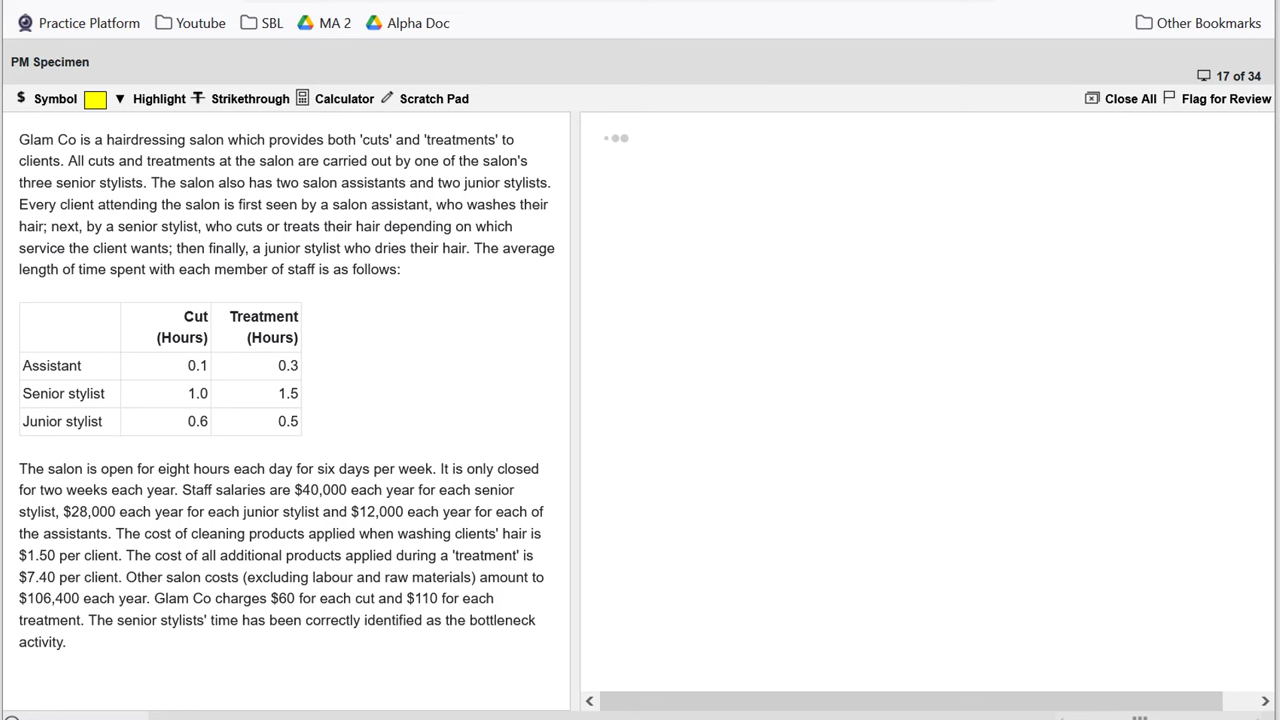 Practice Platform Youtube SBL MA 2 Alpha Doc Other Bookmarks
PM Specimen
17 of 34
$ Symbol ▼ Highlight Strikethrough Calculator Scratch Pad Close All Flag for Review
Glam Co is a hairdressing salon which provides both 'cuts' and 'treatments' to
clients. All cuts and treatments at the salon are carried out by one of the salon's
three senior stylists. The salon also has two salon assistants and two junior stylists.
Every client attending the salon is first seen by a salon assistant, who washes their
hair; next, by a senior stylist, who cuts or treats their hair depending on which
service the client wants; then finally, a junior stylist who dries their hair. The average
length of time spent with each member of staff is as follows:
Cut Treatment
(Hours) (Hours)
Assistant 0.1 0.3
Senior stylist 1.0 1.5
Junior stylist 0.6 0.5
The salon is open for eight hours each day for six days per week. It is only closed
for two weeks each year. Staff salaries are $40,000 each year for each senior
stylist, $28,000 each year for each junior stylist and $12,000 each year for each of
the assistants. The cost of cleaning products applied when washing clients' hair is
$1.50 per client. The cost of all additional products applied during a 'treatment' is
$7.40 per client. Other salon costs (excluding labour and raw materials) amount to
$106,400 each year. Glam Co charges $60 for each cut and $110 for each
treatment. The senior stylists' time has been correctly identified as the bottleneck
activity.